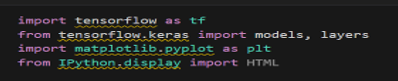 import tensorflow as tf
from tensorflow.keras import models, layers
import matplotlib.pyplot as plt
from IPython.display import HTML